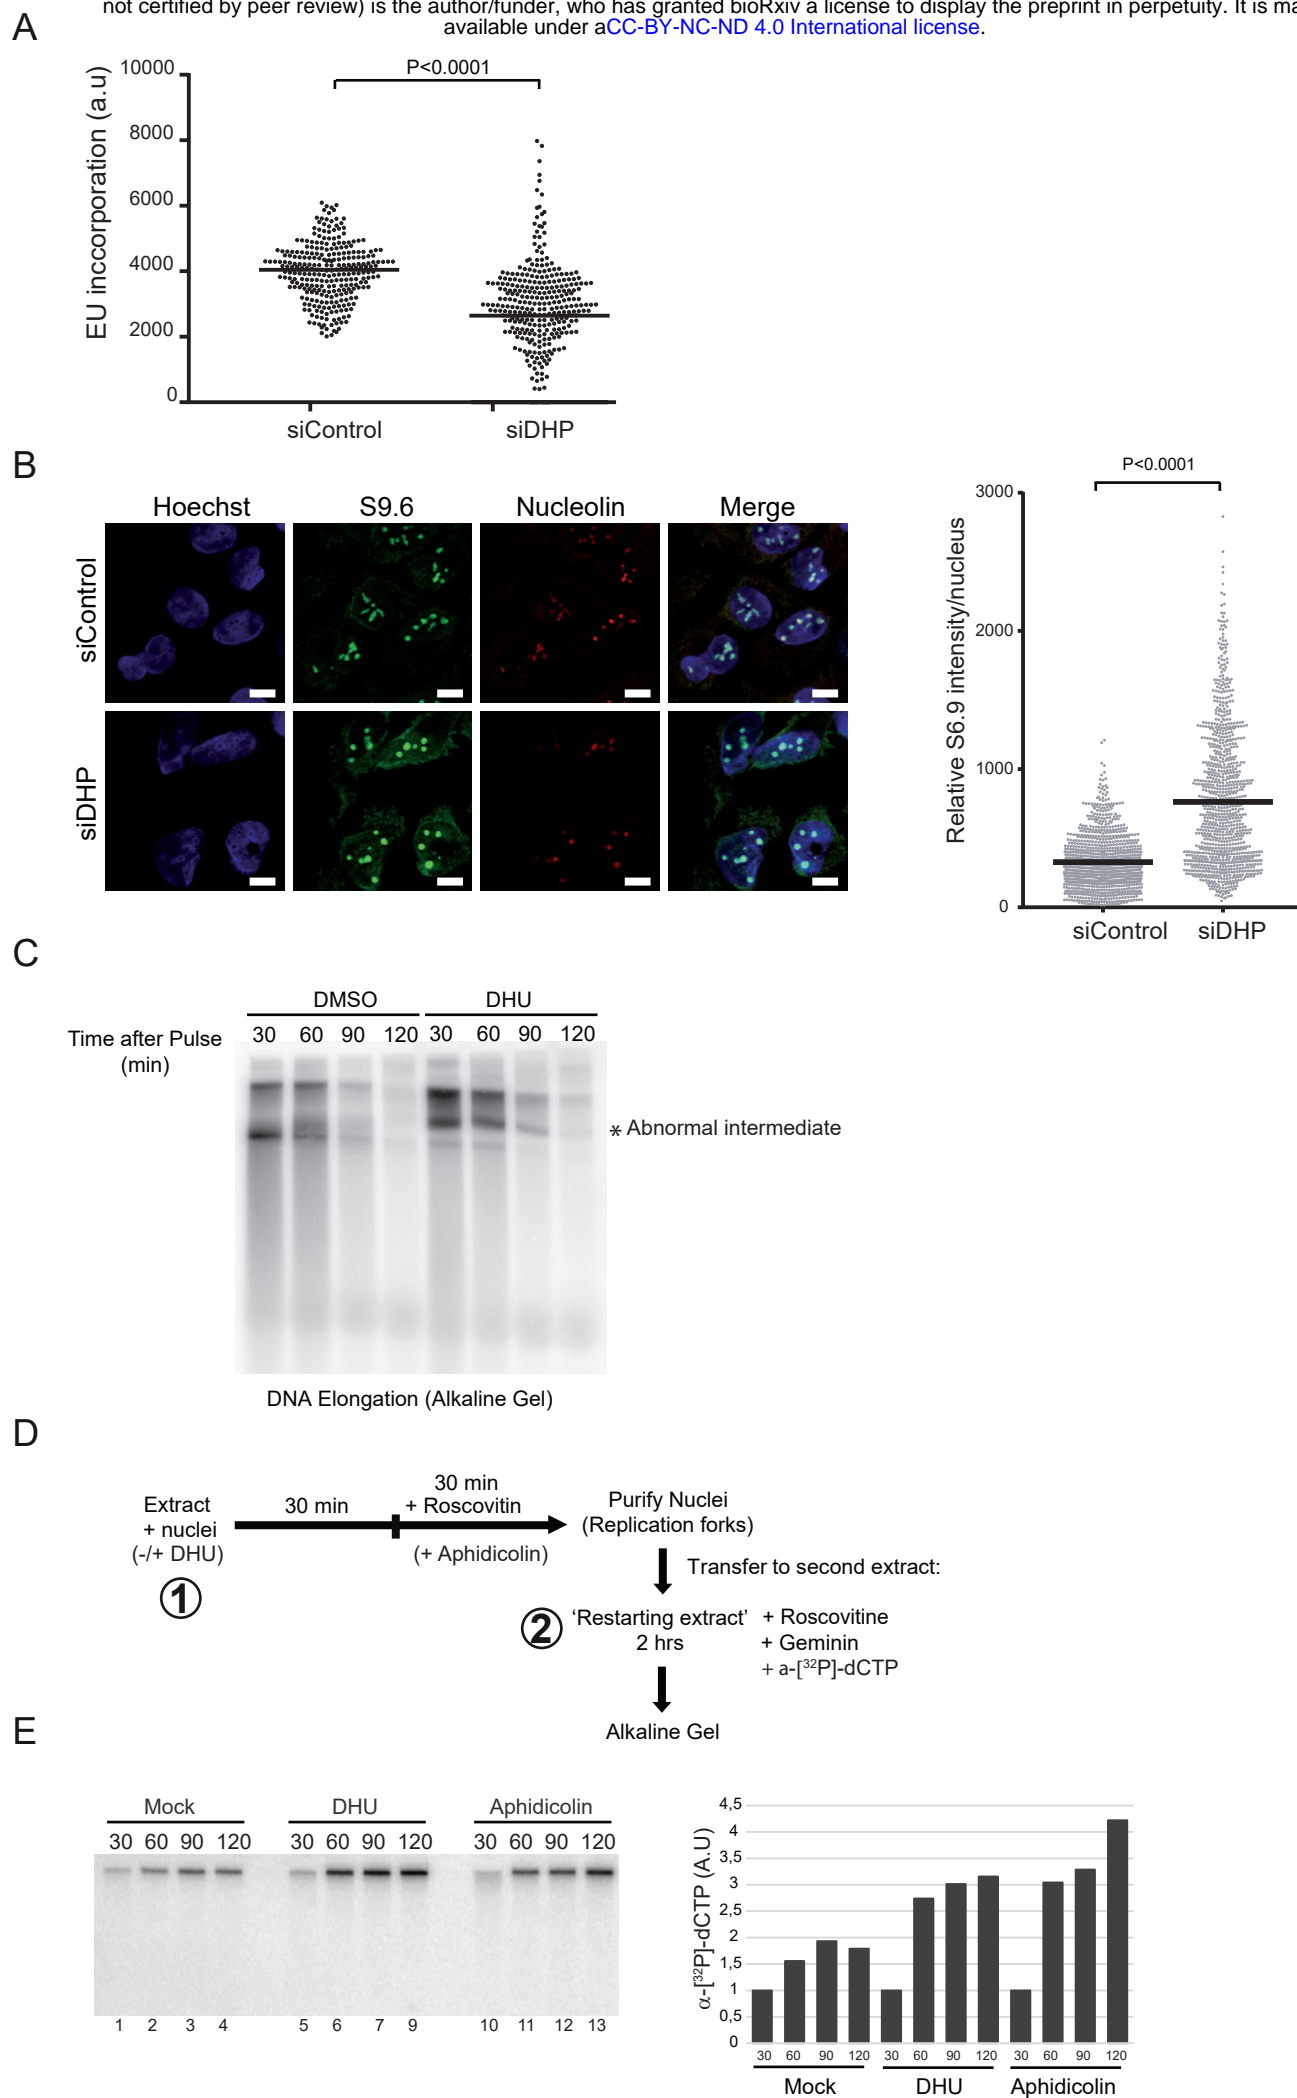 not certified by peer review) is the author/funder, who has granted bioRxiv a license to display the preprint in perpetuity. It is
available under aCC-BY-NC-ND 4.0 International license.
A
P<0.0001
EU inccorporation (a.u)
10000
8000
6000
4000
2000
0
siControl siDHP
B
Hoechst S9.6 Nucleolin Merge
siControl
siDHP
P<0.0001
Relative S6.9 intensity/nucleus
3000
2000
1000
0
siControl siDHP
C
DMSO DHU
Time after Pulse
(min)
30 60 90 120 30 60 90 120
* Abnormal intermediate
DNA Elongation (Alkaline Gel)
D
Extract
+ nuclei
(-/+ DHU)
1
30 min
30 min
+ Roscovitin
(+ Aphidicolin)
Purify Nuclei
(Replication forks)
Transfer to second extract:
2
‘Restarting extract’
2 hrs
+ Roscovitine
+ Geminin
+ a-[32P]-dCTP
Alkaline Gel
E
Mock DHU Aphidicolin
30 60 90 120 30 60 90 120 30 60 90 120
1 2 3 4 5 6 7 9 10 11 12 13
α-[32P]-dCTP (A.U)
4,5
4
3,5
3
2,5
2
1,5
1
0,5
0
30 60 90 120 30 60 90 120 30 60 90 120
Mock DHU Aphidicolin